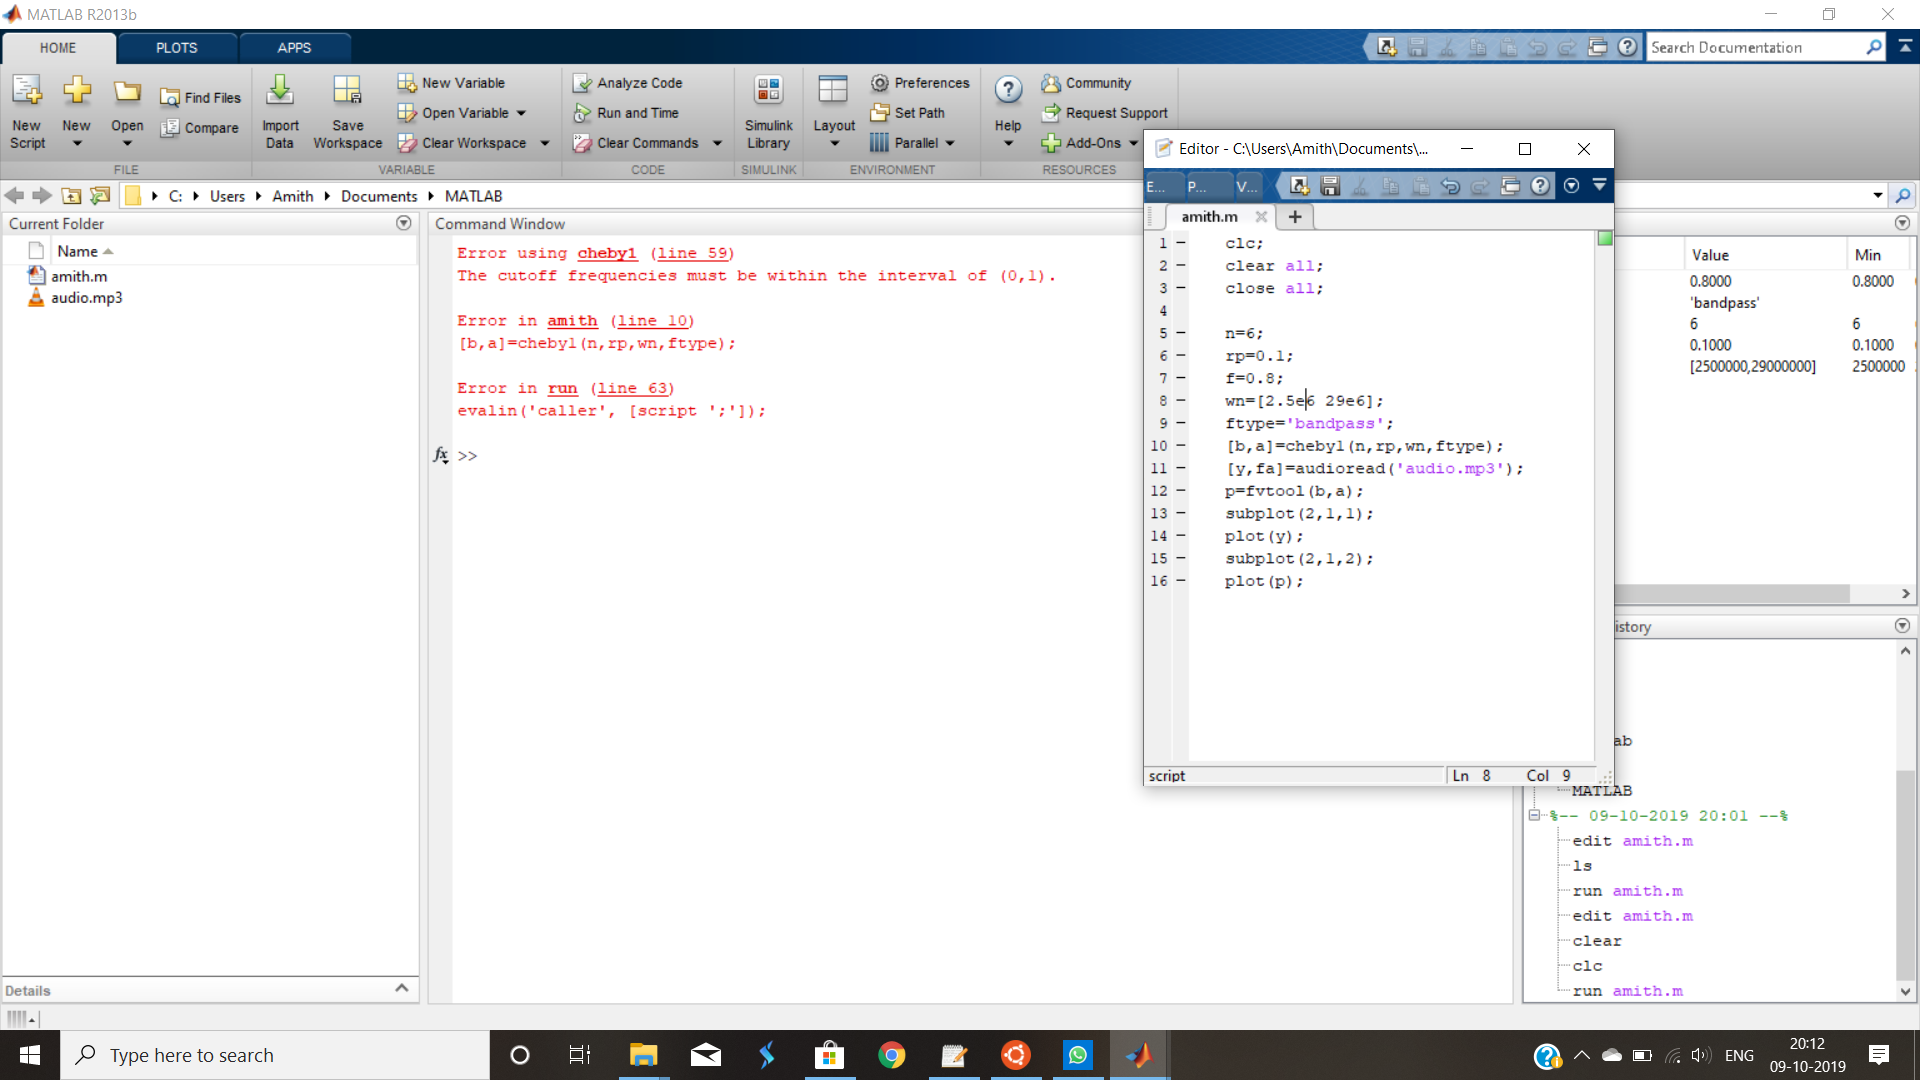 MATLAB R2013b
HOME PLOTS APPS
Search Documentation
New Script
New
Open
Find Files
Compare
FILE
Import Data
Save Workspace
New Variable
Open Variable
Clear Workspace
VARIABLE
Analyze Code
Run and Time
Clear Commands
CODE
Simulink Library
SIMULINK
Layout
Preferences
Set Path
Parallel
ENVIRONMENT
Help
Community
Request Support
Add-Ons
RESOURCES
C: Users Amith Documents MATLAB
Current Folder
Name
amith.m
audio.mp3
Details
Command Window
Error using cheby1 (line 59)
The cutoff frequencies must be within the interval of (0,1).
Error in amith (line 10)
[b,a]=cheby1(n,rp,wn,ftype);
Error in run (line 63)
evalin('caller', [script ';']);
fx >>
Editor - C:\Users\Amith\Documents\...
E... P... V...
amith.m
1 - clc;
2 - clear all;
3 - close all;
4
5 - n=6;
6 - rp=0.1;
7 - f=0.8;
8 - wn=[2.5e6 29e6];
9 - ftype='bandpass';
10 - [b,a]=cheby1(n,rp,wn,ftype);
11 - [y,fa]=audioread('audio.mp3');
12 - p=fvtool(b,a);
13 - subplot(2,1,1);
14 - plot(y);
15 - subplot(2,1,2);
16 - plot(p);
script Ln 8 Col 9
Value Min
0.8000 0.8000
'bandpass'
6 6
0.1000 0.1000
[2500000,29000000] 2500000
istory
ab
MATLAB
%-- 09-10-2019 20:01 --%
edit amith.m
ls
run amith.m
edit amith.m
clear
clc
run amith.m
Type here to search
ENG
20:12
09-10-2019